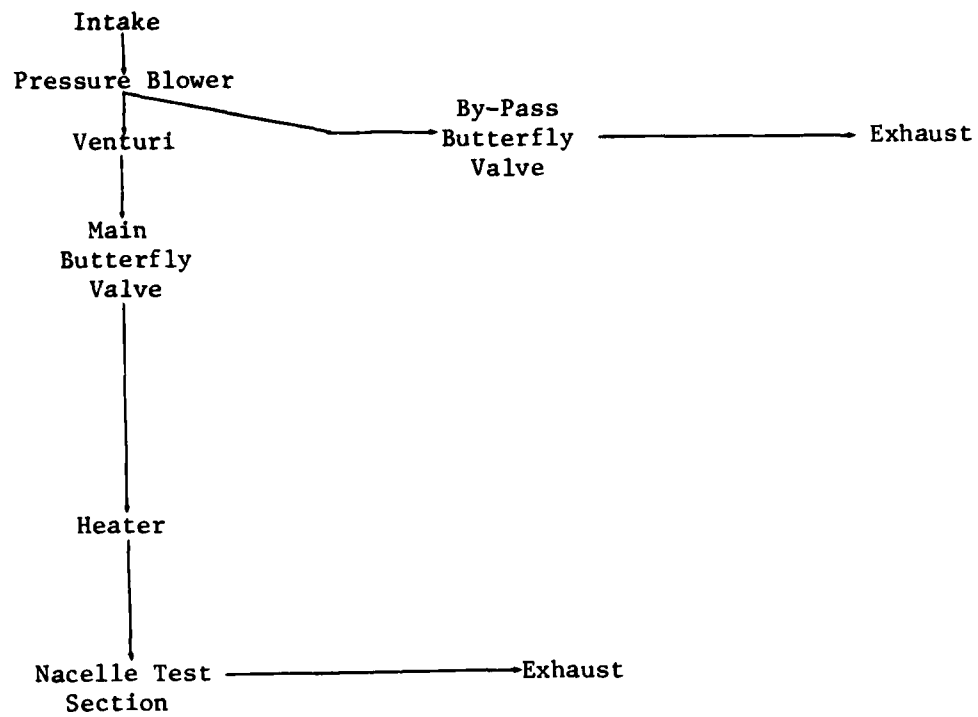 Intake
Pressure Blower
Venturi
By-Pass
Butterfly
Valve
Exhaust
Main
Butterfly
Valve
Heater
Nacelle Test
Section
Exhaust